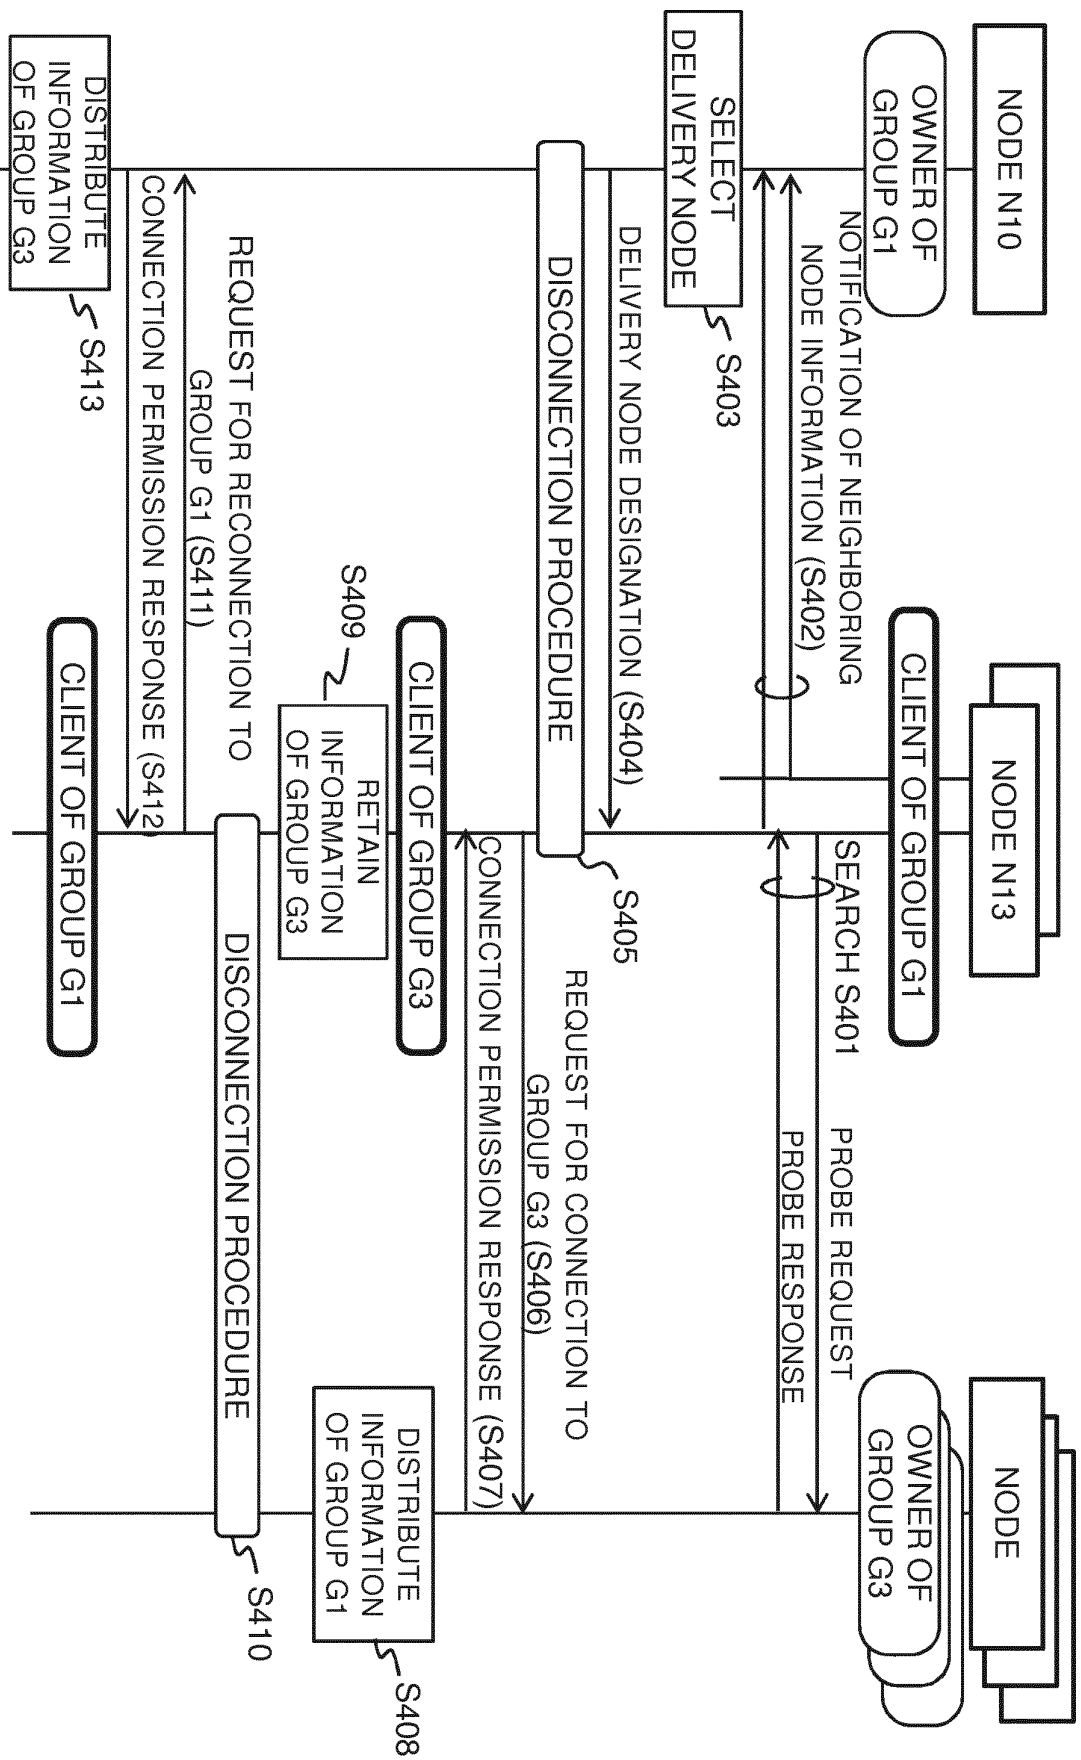 NODE N10
NODE N13
NODE
OWNER OF
GROUP G1
CLIENT OF GROUP G1
OWNER OF
GROUP G3
SEARCH S401
PROBE REQUEST
PROBE RESPONSE
NOTIFICATION OF NEIGHBORING
NODE INFORMATION (S402)
SELECT
DELIVERY NODE
S403
DELIVERY NODE DESIGNATION (S404)
DISCONNECTION PROCEDURE
S405
REQUEST FOR CONNECTION TO
GROUP G3 (S406)
CONNECTION PERMISSION RESPONSE (S407)
CLIENT OF GROUP G3
DISTRIBUTE
INFORMATION
OF GROUP G1
S408
RETAIN
INFORMATION
OF GROUP G3
S409
DISCONNECTION PROCEDURE
S410
REQUEST FOR RECONNECTION TO
GROUP G1 (S411)
CONNECTION PERMISSION RESPONSE (S412)
DISTRIBUTE
INFORMATION
OF GROUP G3
S413
CLIENT OF GROUP G1